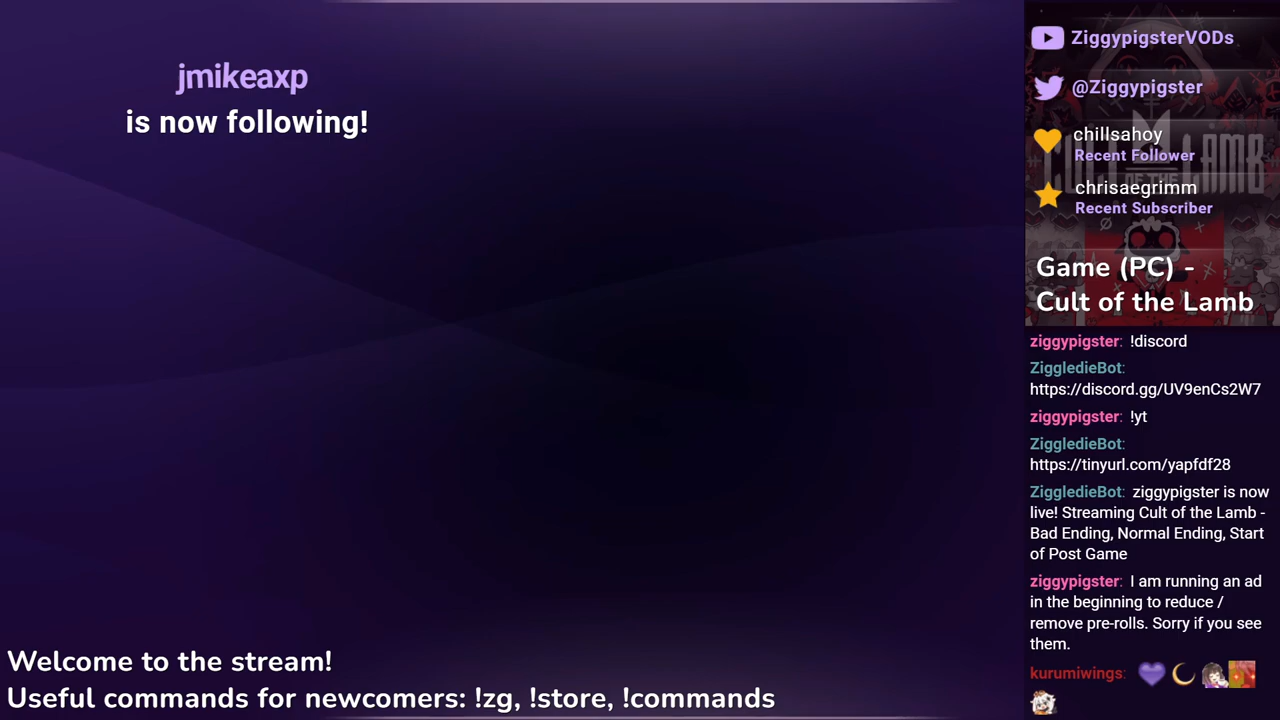 jmikeaxp
is now following!
Welcome to the stream!
Useful commands for newcomers: !zg, !store, !commands
ZiggypigsterVODs
@Ziggypigster
chillsahoy
Recent Follower
chrisaegrimm
Recent Subscriber
CULT OF THE LAMB
Game (PC) -
Cult of the Lamb
ziggypigster: !discord
ZiggledieBot:
https://discord.gg/UV9enCs2W7
ziggypigster: !yt
ZiggledieBot:
https://tinyurl.com/yapfdf28
ZiggledieBot: ziggypigster is now
live! Streaming Cult of the Lamb -
Bad Ending, Normal Ending, Start
of Post Game
ziggypigster: I am running an ad
in the beginning to reduce /
remove pre-rolls. Sorry if you see
them.
kurumiwings: